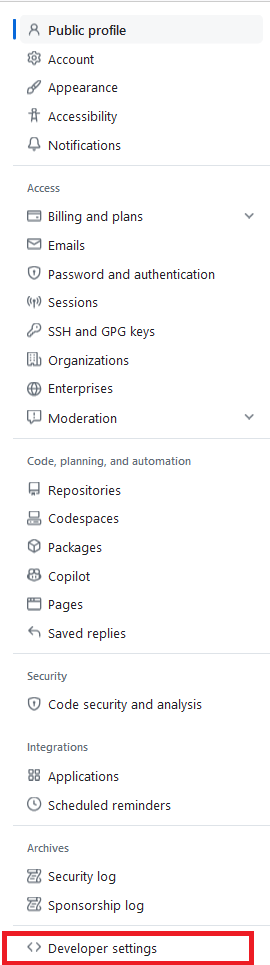 Public profile
Account
Appearance
Accessibility
Notifications
Access
Billing and plans
Emails
Password and authentication
Sessions
SSH and GPG keys
Organizations
Enterprises
Moderation
Code, planning, and automation
Repositories
Codespaces
Packages
Copilot
Pages
Saved replies
Security
Code security and analysis
Integrations
Applications
Scheduled reminders
Archives
Security log
Sponsorship log
Developer settings